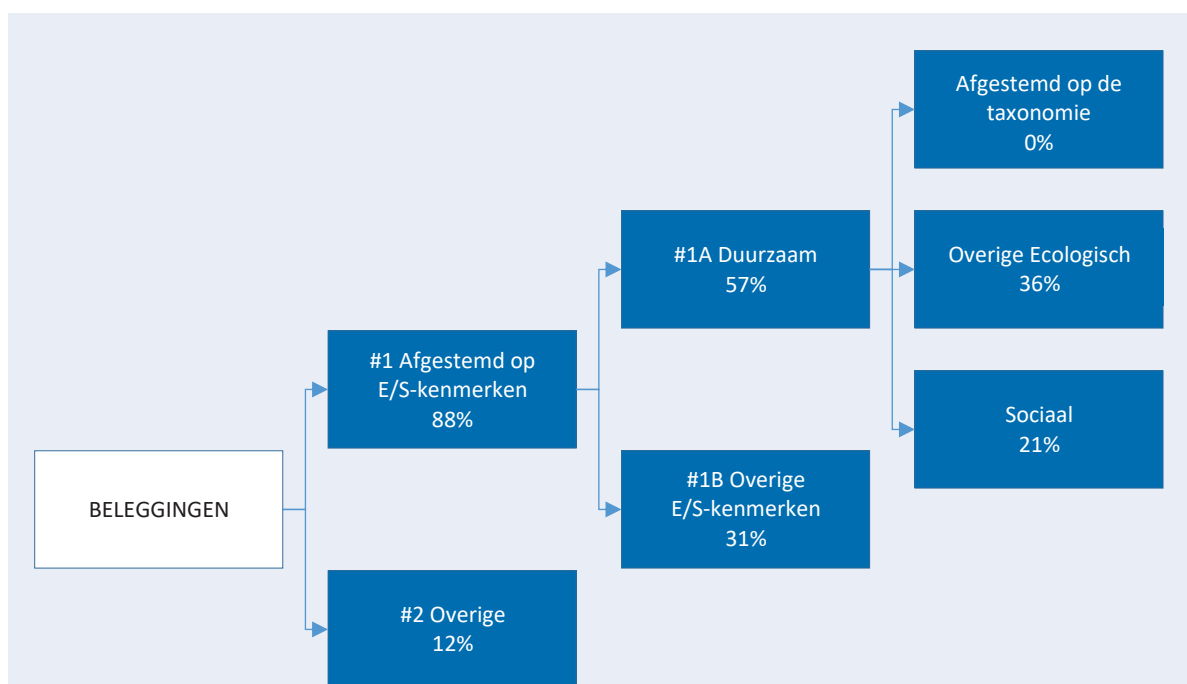 Afgestemd op de
taxonomie
0%
#1A Duurzaam
57%
Overige Ecologisch
36%
#1 Afgestemd op
E/S-kenmerken
88%
Sociaal
21%
BELEGGINGEN
#1B Overige
E/S-kenmerken
31%
#2 Overige
12%